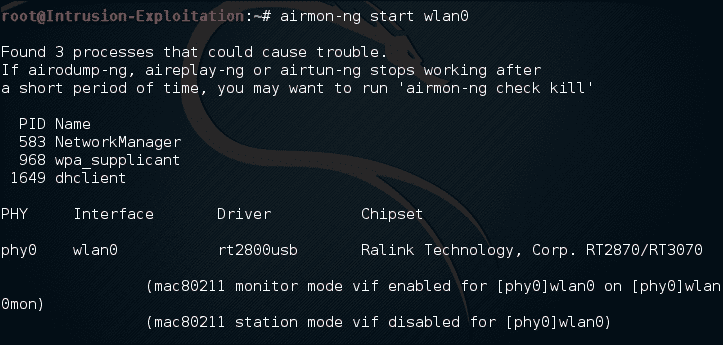 root@Intrusion-Exploitation:~# airmon-ng start wlan0
Found 3 processes that could cause trouble.
If airodump-ng, aireplay-ng or airtun-ng stops working after
a short period of time, you may want to run 'airmon-ng check kill'
PID Name
583 NetworkManager
968 wpa_supplicant
1649 dhclient
PHY Interface Driver Chipset
phy0 wlan0 rt2800usb Ralink Technology, Corp. RT2870/RT3070
(mac80211 monitor mode vif enabled for [phy0]wlan0 on [phy0]wlan
0mon)
(mac80211 station mode vif disabled for [phy0]wlan0)